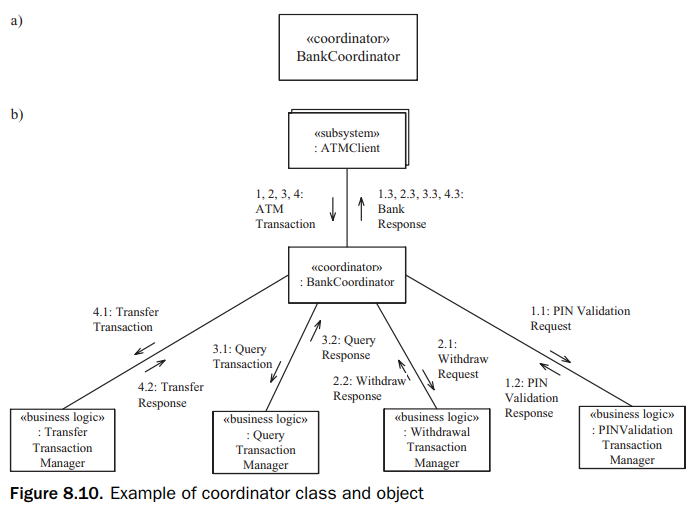 a)
«coordinator»
BankCoordinator
b)
«subsystem»
: ATMClient
1, 2, 3, 4:
ATM
Transaction
1.3, 2.3, 3.3, 4.3:
Bank
Response
«coordinator»
: BankCoordinator
4.1: Transfer
Transaction
4.2: Transfer
Response
3.1: Query
Transaction
3.2: Query
Response
2.1:
Withdraw
Request
2.2: Withdraw
Response
1.1: PIN Validation
Request
1.2: PIN
Validation
Response
«business logic»
: Transfer
Transaction
Manager
«business logic»
: Query
Transaction
Manager
«business logic»
: Withdrawal
Transaction
Manager
«business logic»
: PINValidation
Transaction
Manager
Figure 8.10. Example of coordinator class and object